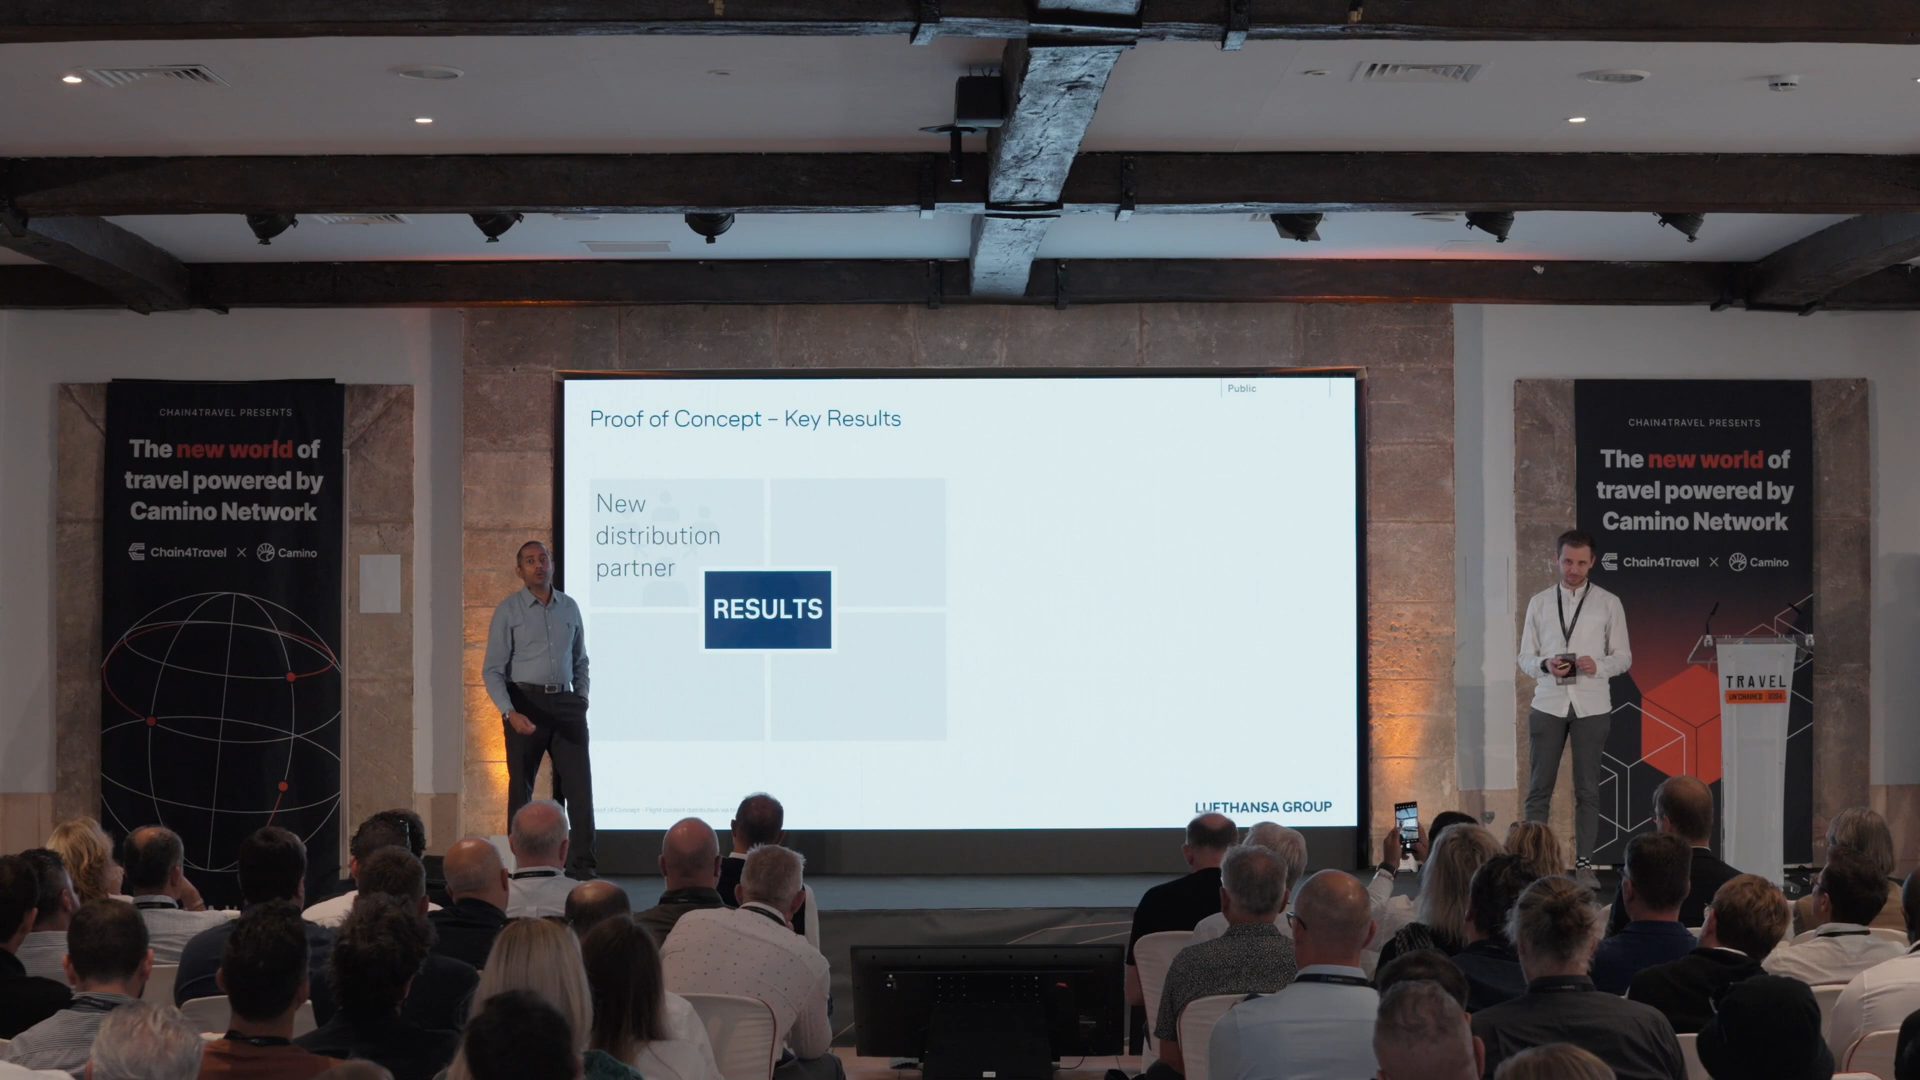 CHAIN4TRAVEL PRESENTS
The new world of
travel powered by
Camino Network
Chain4Travel X Camino
Public
Proof of Concept – Key Results
New
distribution
partner
RESULTS
LUFTHANSA GROUP
CHAIN4TRAVEL PRESENTS
The new world of
travel powered by
Camino Network
Chain4Travel X Camino
TRAVEL